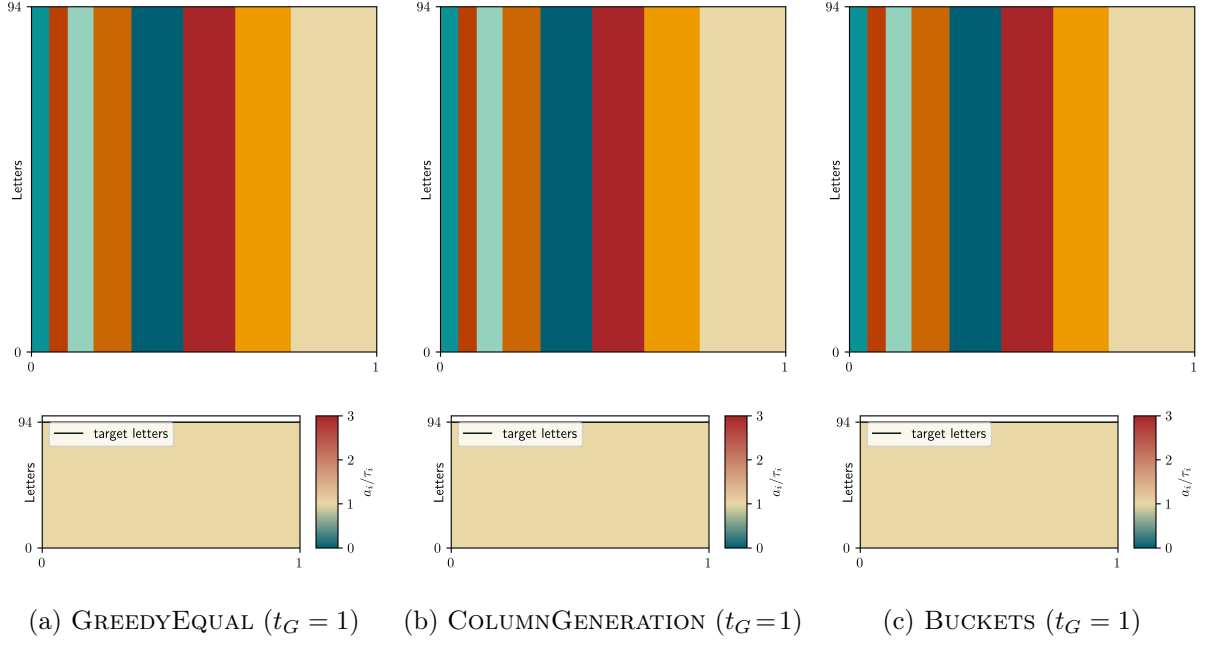 94
Letters
0
0
1
94
Letters
0
0
1
94
Letters
0
0
1
94
target letters
Letters
0
0
1
3
2
1
0
a_i/τ_i
94
target letters
Letters
0
0
1
3
2
1
0
a_i/τ_i
94
target letters
Letters
0
0
1
3
2
1
0
a_i/τ_i
(a) GREEDYEQUAL (t_G = 1)
(b) COLUMNGENERATION (t_G = 1)
(c) BUCKETS (t_G = 1)